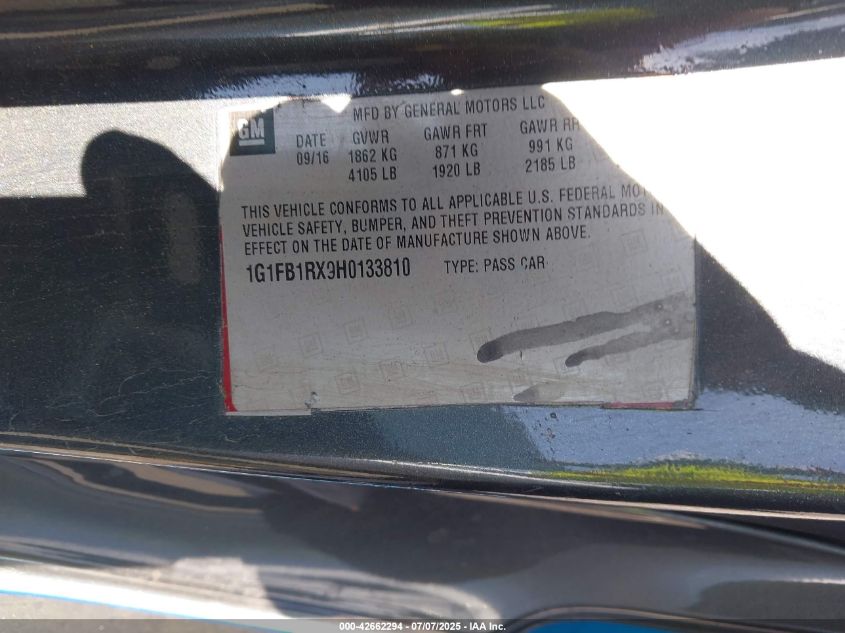 GM
MFD BY GENERAL MOTORS LLC
DATE GVWR GAWR FRT GAWR RR
09/16 1862 KG 871 KG 991 KG
4105 LB 1920 LB 2185 LB
THIS VEHICLE CONFORMS TO ALL APPLICABLE U.S. FEDERAL MOT
VEHICLE SAFETY, BUMPER, AND THEFT PREVENTION STANDARDS IN
EFFECT ON THE DATE OF MANUFACTURE SHOWN ABOVE.
1G1FB1RX9H0133810 TYPE: PASS CAR
000-42662294 - 07/07/2025 - IAA Inc.